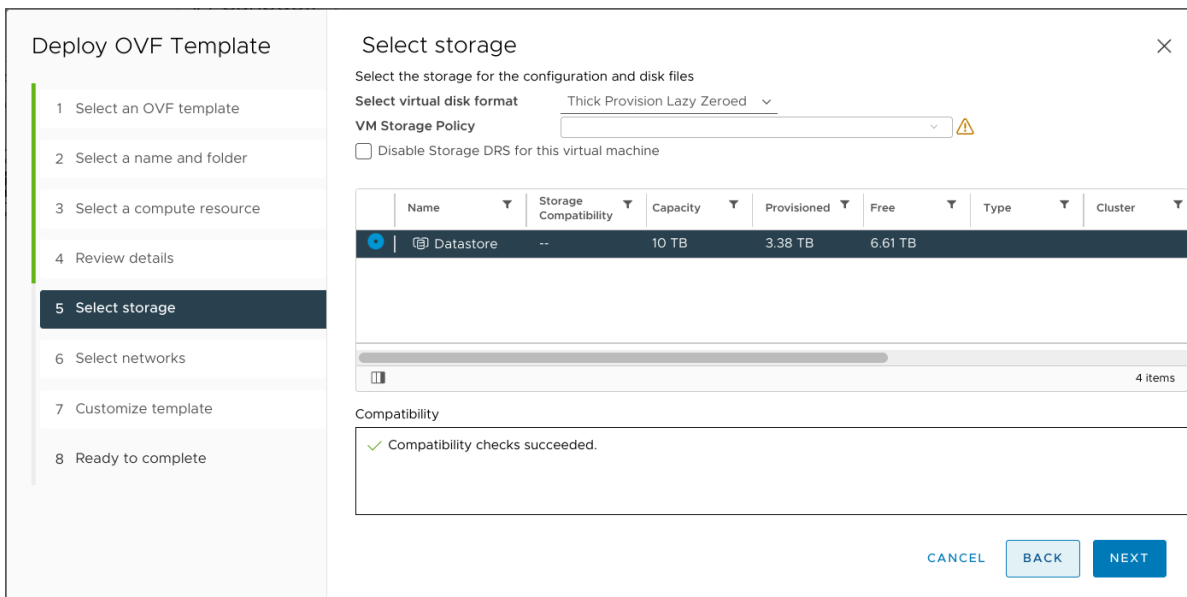 Deploy OVF Template
1 Select an OVF template
2 Select a name and folder
3 Select a compute resource
4 Review details
5 Select storage
6 Select networks
7 Customize template
8 Ready to complete
Select storage
Select the storage for the configuration and disk files
Select virtual disk format Thick Provision Lazy Zeroed
VM Storage Policy
Disable Storage DRS for this virtual machine
Name Storage Compatibility Capacity Provisioned Free Type Cluster
Datastore -- 10 TB 3.38 TB 6.61 TB
4 items
Compatibility
Compatibility checks succeeded.
CANCEL BACK NEXT